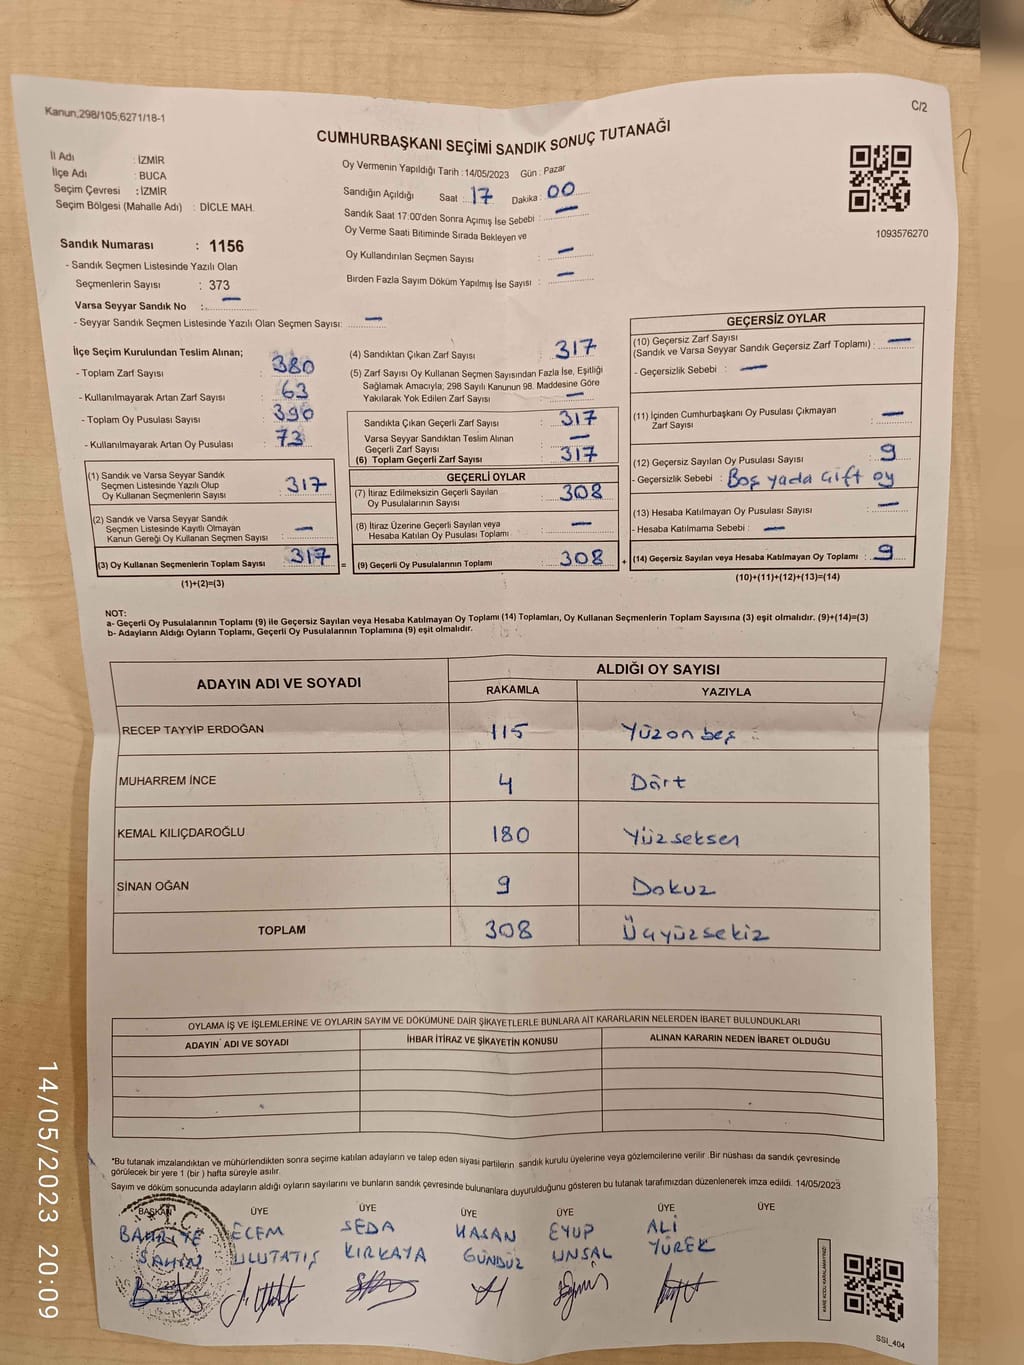 Kanun;298/105;6271/18-1
C/2
CUMHURBAŞKANI SEÇİMİ SANDIK SONUÇ TUTANAĞI
İl Adı : İZMİR
İlçe Adı : BUCA
Seçim Çevresi : İZMİR
Seçim Bölgesi (Mahalle Adı) : DİCLE MAH.
Oy Vermenin Yapıldığı Tarih :14/05/2023 Gün : Pazar
Sandığın Açıldığı Saat : 17 Dakika : 00
Sandık Saat 17:00'den Sonra Açımış İse Sebebi : —
Oy Verme Saati Bitiminde Sırada Bekleyen ve
Oy Kullandırılan Seçmen Sayısı : —
Birden Fazla Sayım Döküm Yapılmış İse Sayısı : —
1093576270
Sandık Numarası : 1156
- Sandık Seçmen Listesinde Yazılı Olan
Seçmenlerin Sayısı : 373
Varsa Seyyar Sandık No : —
- Seyyar Sandık Seçmen Listesinde Yazılı Olan Seçmen Sayısı: —
İlçe Seçim Kurulundan Teslim Alınan;
- Toplam Zarf Sayısı : 380
- Kullanılmayarak Artan Zarf Sayısı : 63
- Toplam Oy Pusulası Sayısı : 390
- Kullanılmayarak Artan Oy Pusulası : 73
(1) Sandık ve Varsa Seyyar Sandık
Seçmen Listesinde Yazılı Olup
Oy Kullanan Seçmenlerin Sayısı : 317
(2) Sandık ve Varsa Seyyar Sandık
Seçmen Listesinde Kayıtlı Olmayan
Kanun Gereği Oy Kullanan Seçmen Sayısı : —
(3) Oy Kullanan Seçmenlerin Toplam Sayısı : 317
(1)+(2)=(3)
(4) Sandıktan Çıkan Zarf Sayısı : 317
(5) Zarf Sayısı Oy Kullanan Seçmen Sayısından Fazla İse, Eşitliği
Sağlamak Amacıyla; 298 Sayılı Kanunun 98. Maddesine Göre
Yakılarak Yok Edilen Zarf Sayısı : —
Sandıkta Çıkan Geçerli Zarf Sayısı : 317
Varsa Seyyar Sandıktan Teslim Alınan
Geçerli Zarf Sayısı : —
(6) Toplam Geçerli Zarf Sayısı : 317
GEÇERLİ OYLAR
(7) İtiraz Edilmeksizin Geçerli Sayılan
Oy Pusulalarının Sayısı : 308
(8) İtiraz Üzerine Geçerli Sayılan veya
Hesaba Katılan Oy Pusulası Toplamı : —
= (9) Geçerli Oy Pusulalarının Toplamı : 308 +
GEÇERSİZ OYLAR
(10) Geçersiz Zarf Sayısı
(Sandık ve Varsa Seyyar Sandık Geçersiz Zarf Toplamı) : —
- Geçersizlik Sebebi : —
(11) İçinden Cumhurbaşkanı Oy Pusulası Çıkmayan
Zarf Sayısı : —
(12) Geçersiz Sayılan Oy Pusulası Sayısı : 9
- Geçersizlik Sebebi : Boş yada Çift oy
(13) Hesaba Katılmayan Oy Pusulası Sayısı : —
- Hesaba Katılmama Sebebi : —
(14) Geçersiz Sayılan veya Hesaba Katılmayan Oy Toplamı : 9
(10)+(11)+(12)+(13)=(14)
NOT:
a- Geçerli Oy Pusulalarının Toplamı (9) ile Geçersiz Sayılan veya Hesaba Katılmayan Oy Toplamı (14) Toplamları, Oy Kullanan Seçmenlerin Toplam Sayısına (3) eşit olmalıdır. (9)+(14)=(3)
b- Adayların Aldığı Oyların Toplamı, Geçerli Oy Pusulalarının Toplamına (9) eşit olmalıdır.
ADAYIN ADI VE SOYADI
ALDIĞI OY SAYISI
RAKAMLA YAZIYLA
RECEP TAYYİP ERDOĞAN 115 Yüzonbeş
MUHARREM İNCE 4 Dört
KEMAL KILIÇDAROĞLU 180 Yüzseksen
SİNAN OĞAN 9 Dokuz
TOPLAM 308 Üçyüzsekiz
OYLAMA İŞ VE İŞLEMLERİNE VE OYLARIN SAYIM VE DÖKÜMÜNE DAİR ŞİKAYETLERLE BUNLARA AİT KARARLARIN NELERDEN İBARET BULUNDUKLARI
ADAYIN ADI VE SOYADI İHBAR İTİRAZ VE ŞİKAYETİN KONUSU ALINAN KARARIN NEDEN İBARET OLDUĞU
*Bu tutanak imzalandıktan ve mühürlendikten sonra seçime katılan adayların ve talep eden siyasi partilerin sandık kurulu üyelerine veya gözlemcilerine verilir .Bir nüshası da sandık çevresinde
görülecek bir yere 1 (bir ) hafta süreyle asılır.
Sayım ve döküm sonucunda adayların aldığı oyların sayılarını ve bunların sandık çevresinde bulunanlara duyurulduğunu gösteren bu tutanak tarafımızdan düzenlenerek imza edildi. 14/05/2023
BAŞKAN ÜYE ÜYE ÜYE ÜYE ÜYE ÜYE
T.C.
BAHRİYE ECEM SEDA HASAN EYUP ALİ
ŞAHİN ULUTATIŞ KIRKAYA GÜNDÜZ UNSAL YÜREK
SSİ_404
14/05/2023 20:09